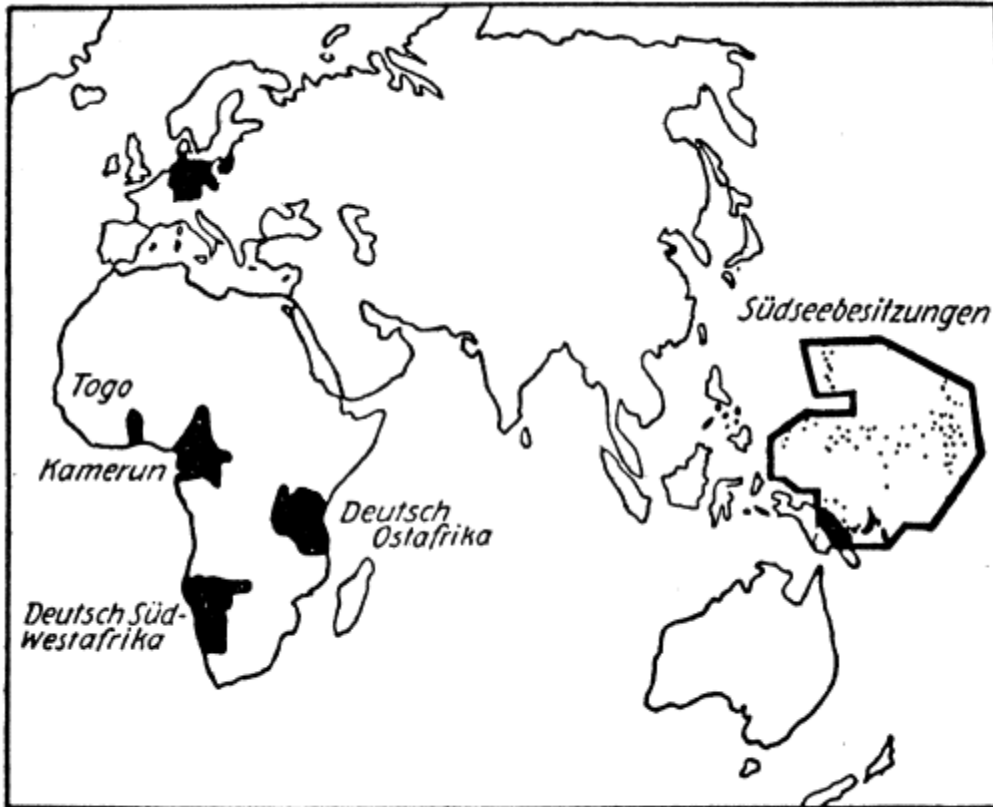 Südseebesitzungen
Togo
Kamerun
Deutsch
Ostafrika
Deutsch Süd-
Westafrika